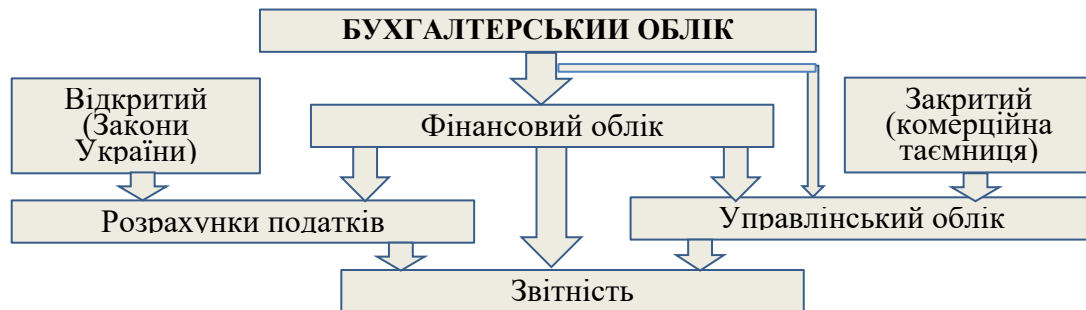 БУХГАЛТЕРСЬКИИ ОБЛІК
Відкритий
(Закони
України)
Закритий
(комерційна
таємниця)
Фінансовий облік
Розрахунки податків
Управлінський облік
Звітність